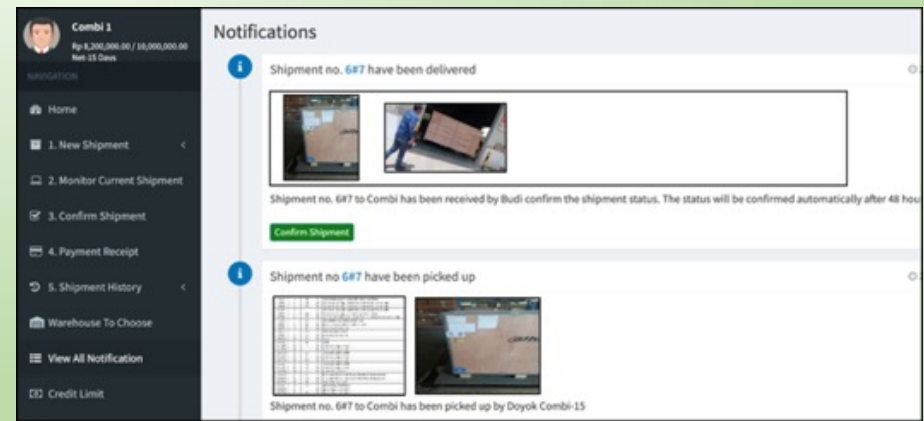 Combi 1
Rp 8,200,000.00 / 10,000,000.00
Net-15 Days
NAVIGATION
Home
1. New Shipment
2. Monitor Current Shipment
3. Confirm Shipment
4. Payment Receipt
5. Shipment History
Warehouse To Choose
View All Notification
Credit Limit
Notifications
Shipment no. 6#7 have been delivered
Shipment no. 6#7 to Combi has been received by Budi confirm the shipment status. The status will be confirmed automatically after 48 hou
Confirm Shipment
Shipment no 6#7 have been picked up
Shipment no. 6#7 to Combi has been picked up by Doyok Combi-15